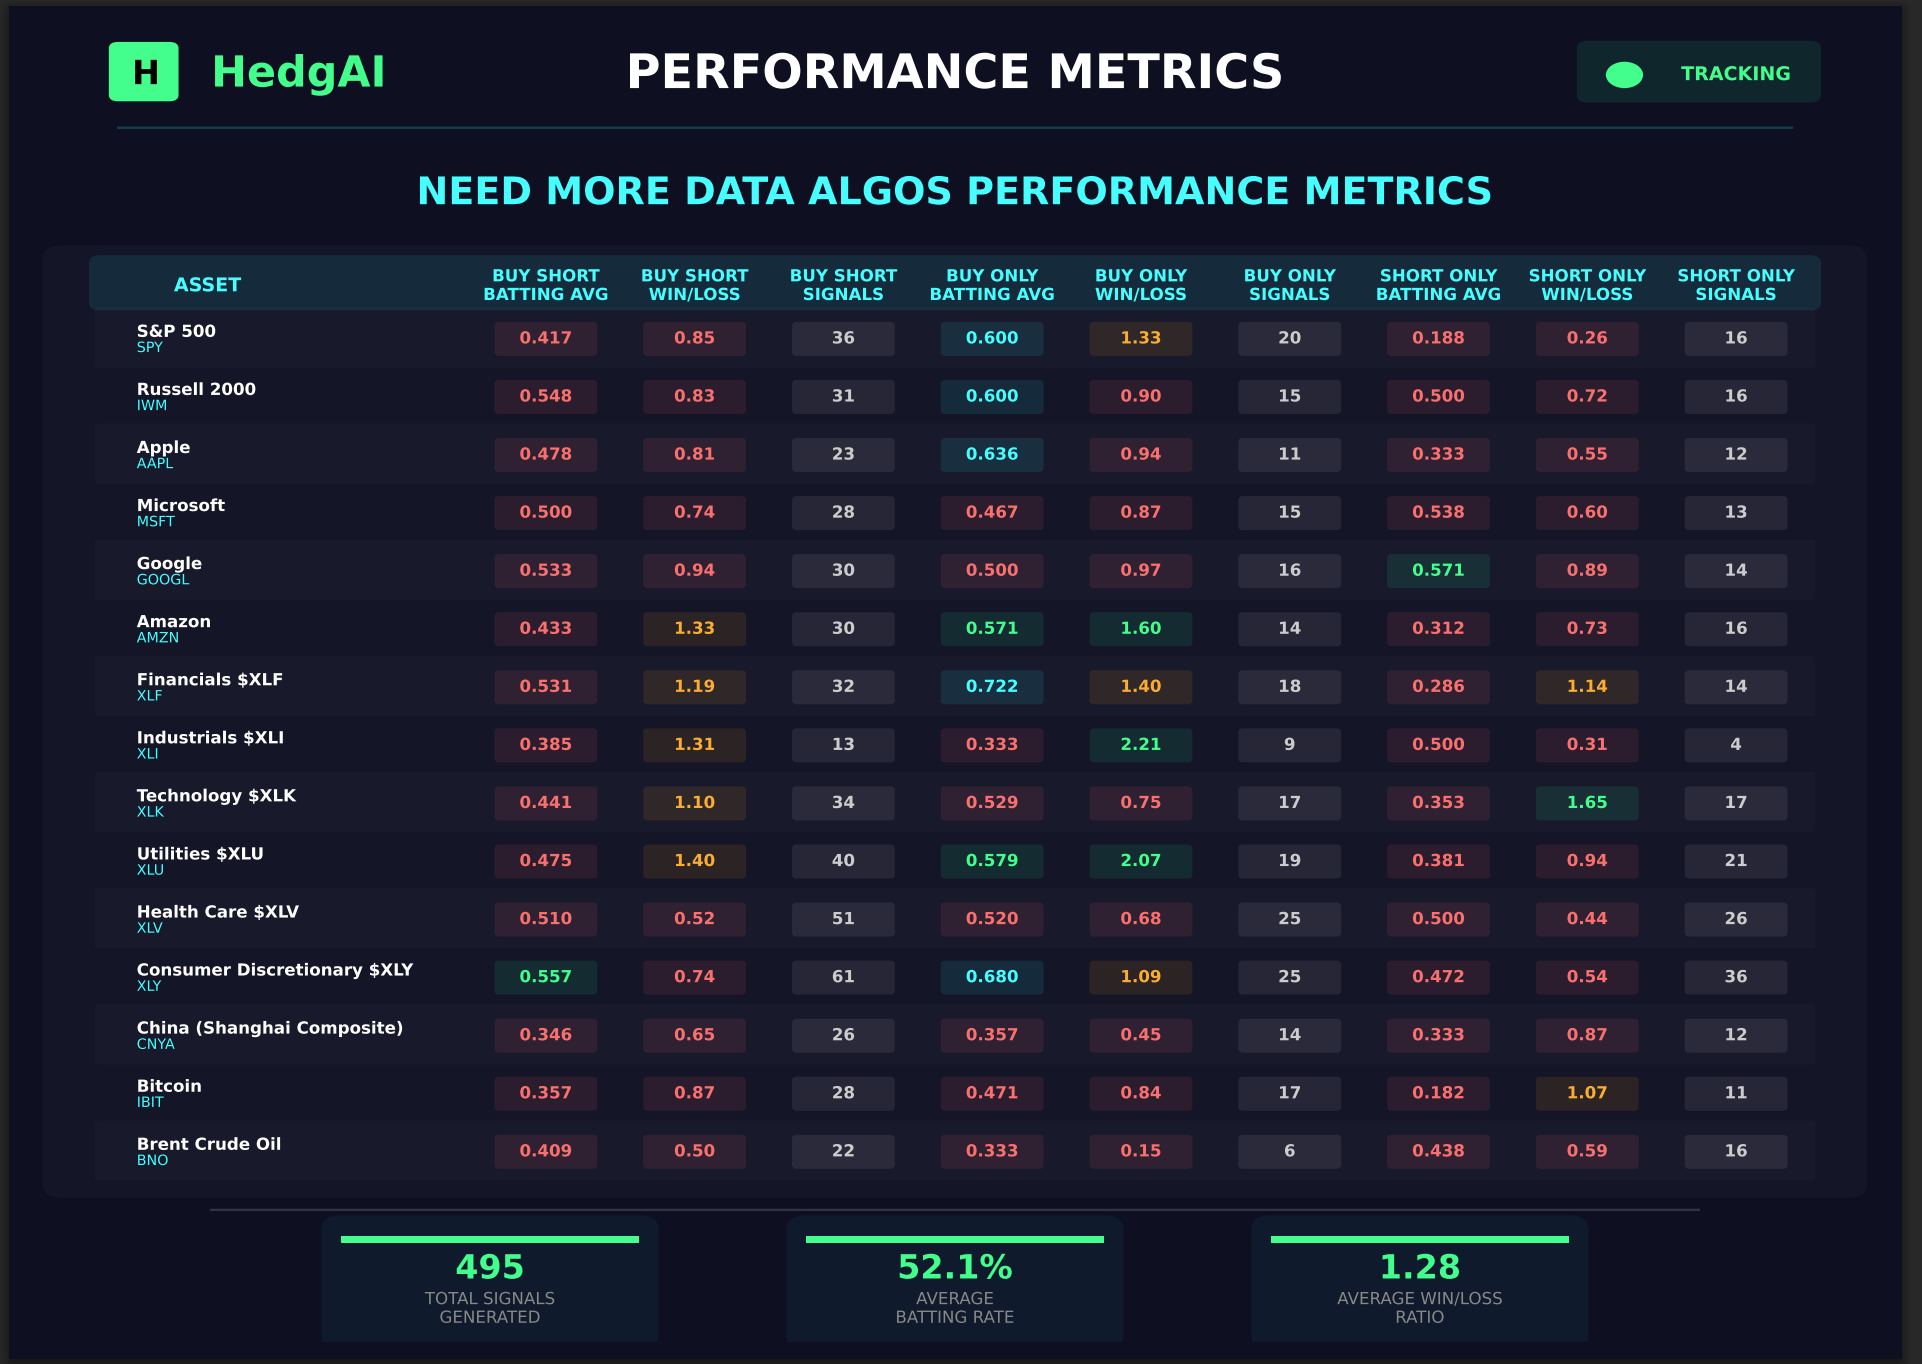 H HedgAI PERFORMANCE METRICS TRACKING
NEED MORE DATA ALGOS PERFORMANCE METRICS
ASSET BUY SHORT BATTING AVG BUY SHORT WIN/LOSS BUY SHORT SIGNALS BUY ONLY BATTING AVG BUY ONLY WIN/LOSS BUY ONLY SIGNALS SHORT ONLY BATTING AVG SHORT ONLY WIN/LOSS SHORT ONLY SIGNALS
S&P 500
SPY
0.417 0.85 36 0.600 1.33 20 0.188 0.26 16
Russell 2000
IWM
0.548 0.83 31 0.600 0.90 15 0.500 0.72 16
Apple
AAPL
0.478 0.81 23 0.636 0.94 11 0.333 0.55 12
Microsoft
MSFT
0.500 0.74 28 0.467 0.87 15 0.538 0.60 13
Google
GOOGL
0.533 0.94 30 0.500 0.97 16 0.571 0.89 14
Amazon
AMZN
0.433 1.33 30 0.571 1.60 14 0.312 0.73 16
Financials $XLF
XLF
0.531 1.19 32 0.722 1.40 18 0.286 1.14 14
Industrials $XLI
XLI
0.385 1.31 13 0.333 2.21 9 0.500 0.31 4
Technology $XLK
XLK
0.441 1.10 34 0.529 0.75 17 0.353 1.65 17
Utilities $XLU
XLU
0.475 1.40 40 0.579 2.07 19 0.381 0.94 21
Health Care $XLV
XLV
0.510 0.52 51 0.520 0.68 25 0.500 0.44 26
Consumer Discretionary $XLY
XLY
0.557 0.74 61 0.680 1.09 25 0.472 0.54 36
China (Shanghai Composite)
CNYA
0.346 0.65 26 0.357 0.45 14 0.333 0.87 12
Bitcoin
IBIT
0.357 0.87 28 0.471 0.84 17 0.182 1.07 11
Brent Crude Oil
BNO
0.409 0.50 22 0.333 0.15 6 0.438 0.59 16
495
TOTAL SIGNALS
GENERATED
52.1%
AVERAGE
BATTING RATE
1.28
AVERAGE WIN/LOSS
RATIO